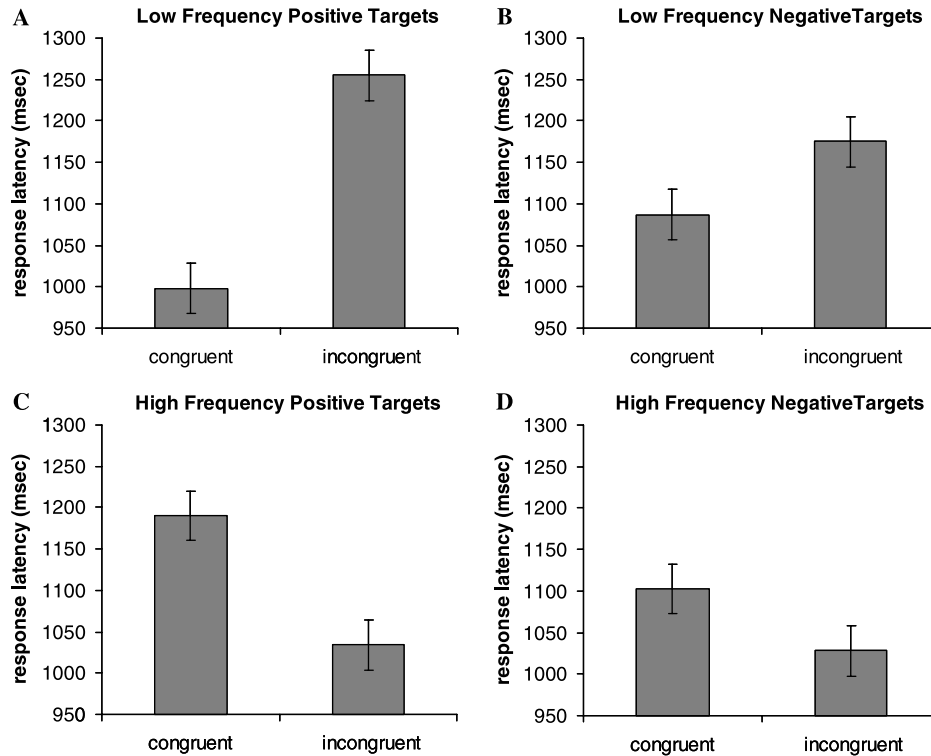 A
Low Frequency Positive Targets
response latency (msec)
1300
1250
1200
1150
1100
1050
1000
950
congruent incongruent
B
Low Frequency NegativeTargets
response latency (msec)
1300
1250
1200
1150
1100
1050
1000
950
congruent incongruent
C
High Frequency Positive Targets
response latency (msec)
1300
1250
1200
1150
1100
1050
1000
950
congruent incongruent
D
High Frequency NegativeTargets
response latency (msec)
1300
1250
1200
1150
1100
1050
1000
950
congruent incongruent